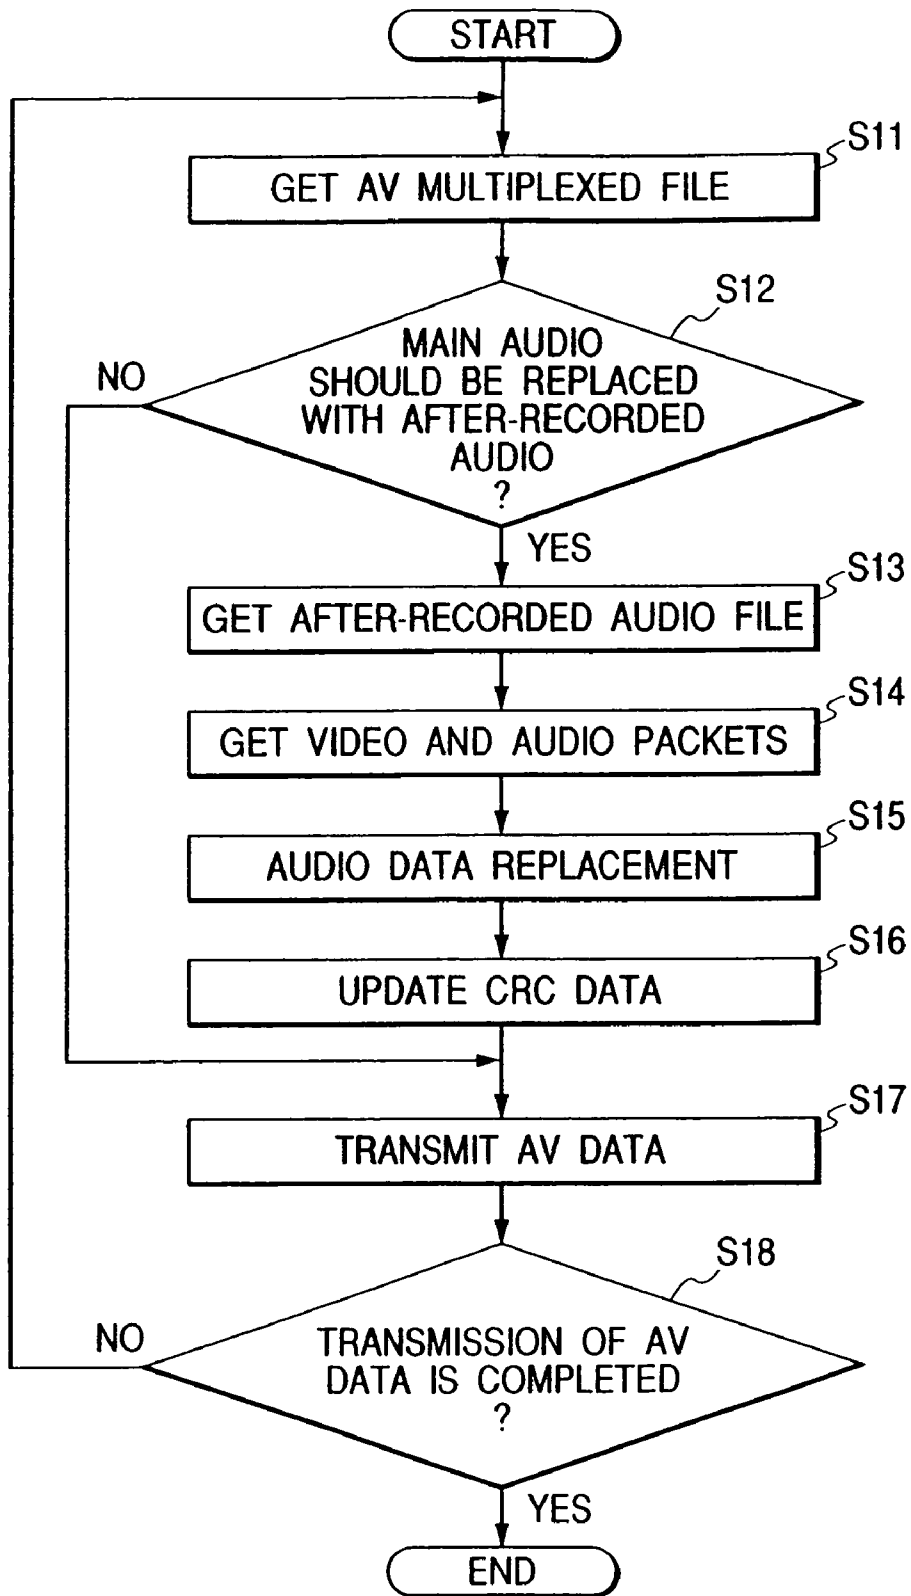 START
S11
GET AV MULTIPLEXED FILE
S12
NO
MAIN AUDIO
SHOULD BE REPLACED
WITH AFTER-RECORDED
AUDIO
?
YES
S13
GET AFTER-RECORDED AUDIO FILE
S14
GET VIDEO AND AUDIO PACKETS
S15
AUDIO DATA REPLACEMENT
S16
UPDATE CRC DATA
S17
TRANSMIT AV DATA
S18
NO
TRANSMISSION OF AV
DATA IS COMPLETED
?
YES
END